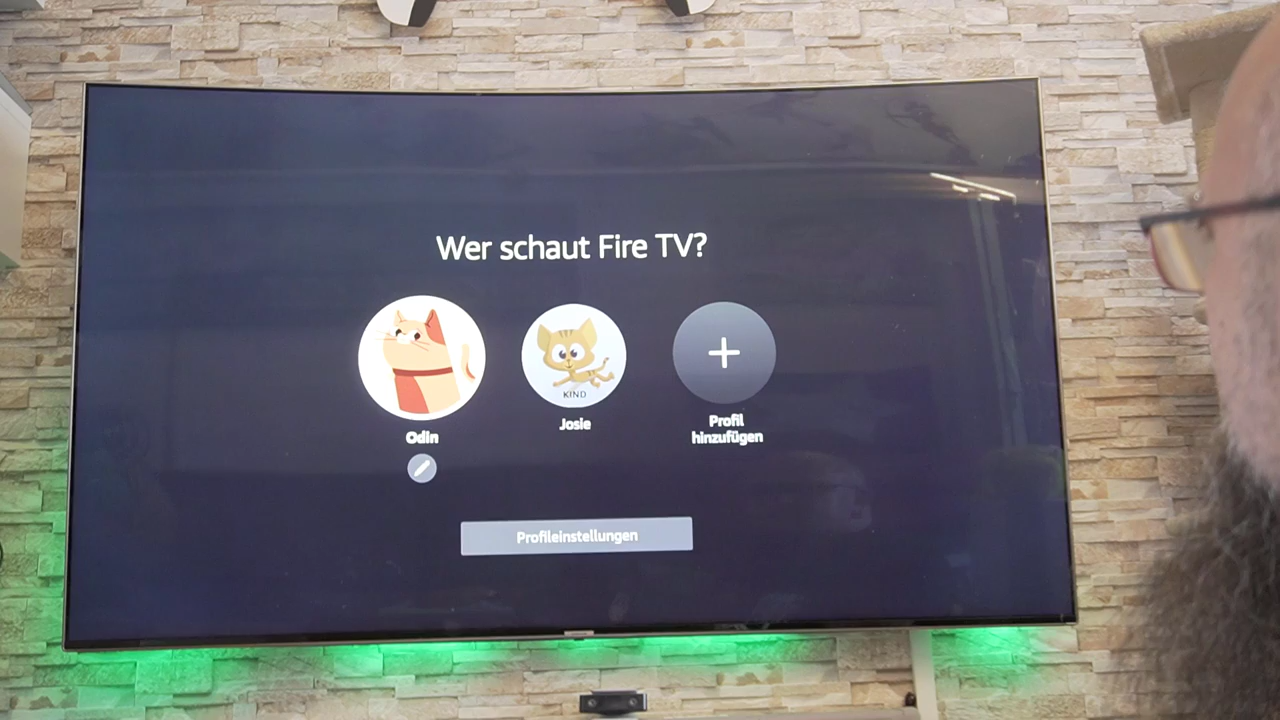 Wer schaut Fire TV?
KIND
Odin
Josie
Profil
hinzufügen
Profileinstellungen